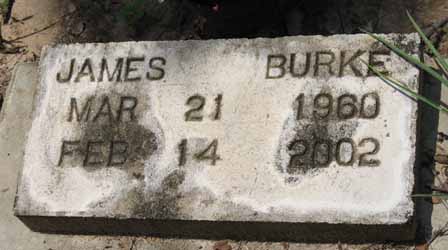 JAMES BURKE
MAR 21 1960
FEB 14 2002